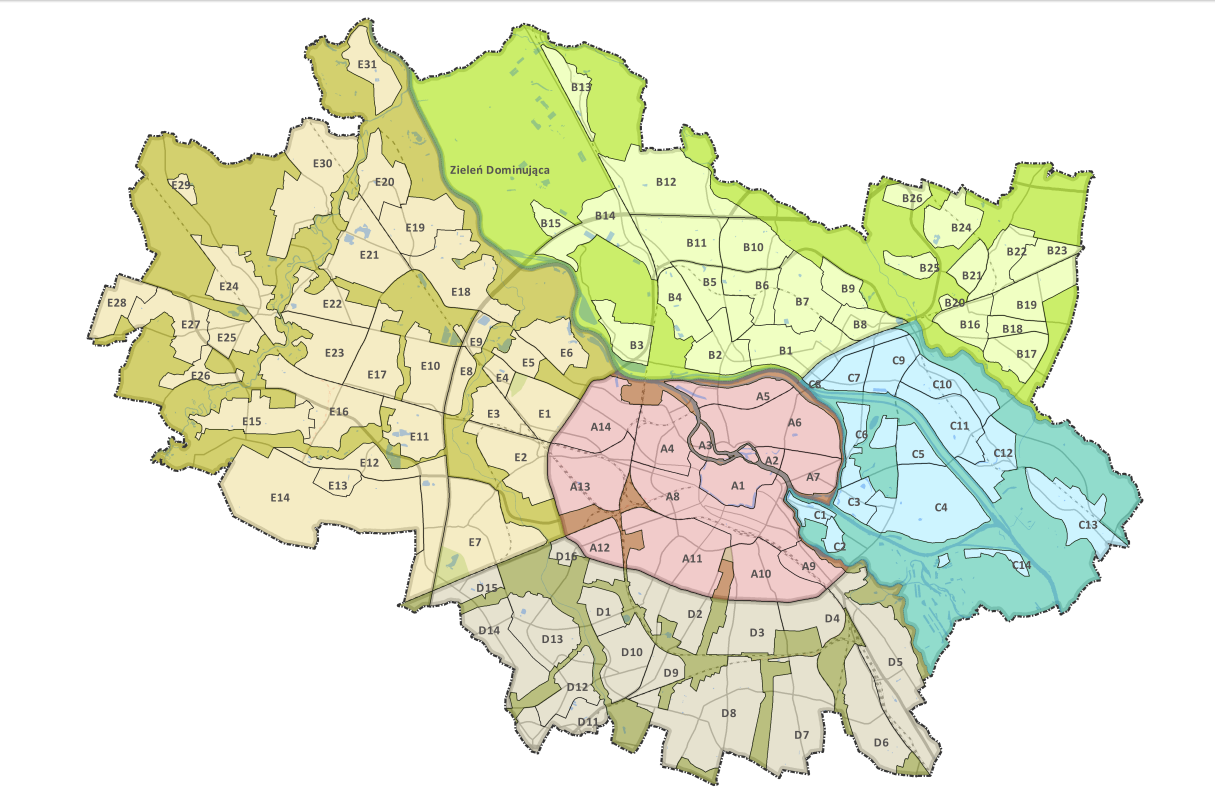 E31
B13
E30
Zieleń Dominująca
E29
E20
B12
B26
B15
B14
E19
B24
B11
B10
B22
B23
E21
B25
B21
E28
E24
E18
B5
B6
B9
B4
B7
B20
B19
E22
E27
E25
B16
B18
B8
E9
B3
B2
B1
B17
E23
E5
E6
E10
E8
E4
E17
E26
C9
C7
C8
C10
E16
E15
E3
E1
A5
A14
A6
C11
E11
C6
A4
A3
E12
E2
A2
C5
C12
E14
E13
A13
A8
A1
A7
C3
C4
C1
C13
E7
A12
C2
D16
A11
A10
A9
C14
D15
D1
D2
D14
D13
D3
D4
D10
D9
D5
D12
D11
D8
D7
D6